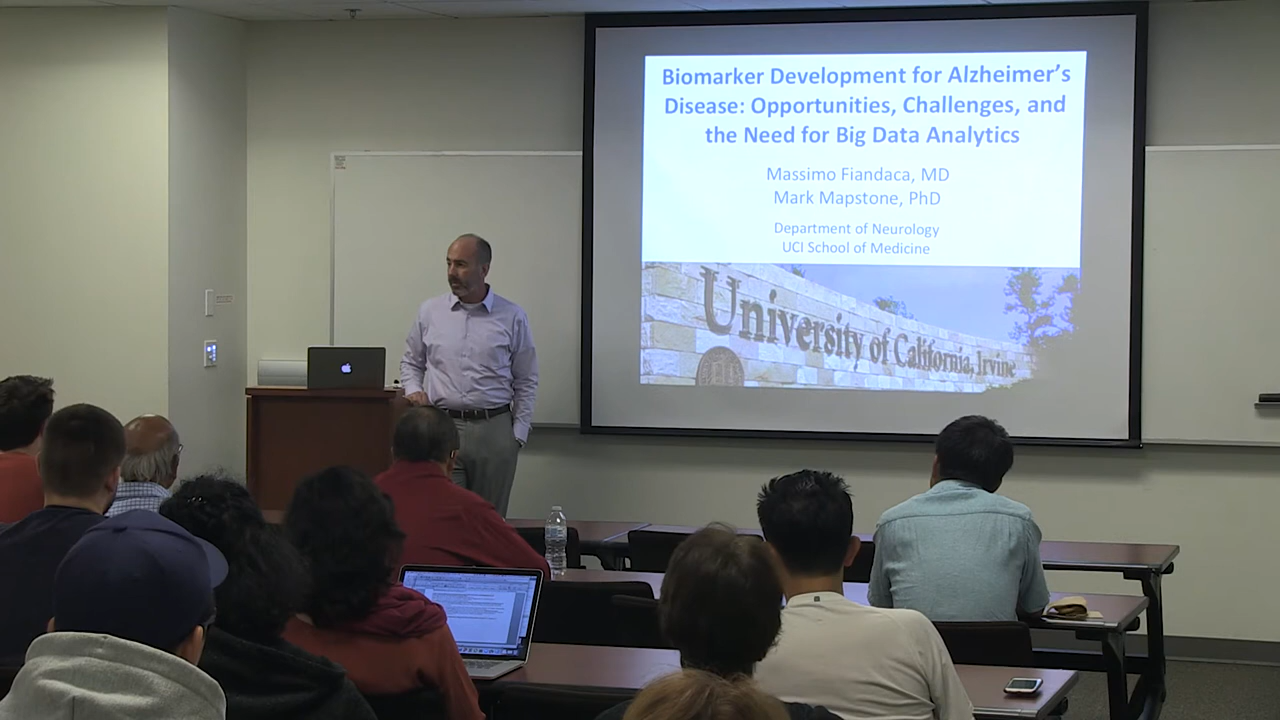 Biomarker Development for Alzheimer's
Disease: Opportunities, Challenges, and
the Need for Big Data Analytics
Massimo Fiandaca, MD
Mark Mapstone, PhD
Department of Neurology
UCI School of Medicine
University of California, Irvine